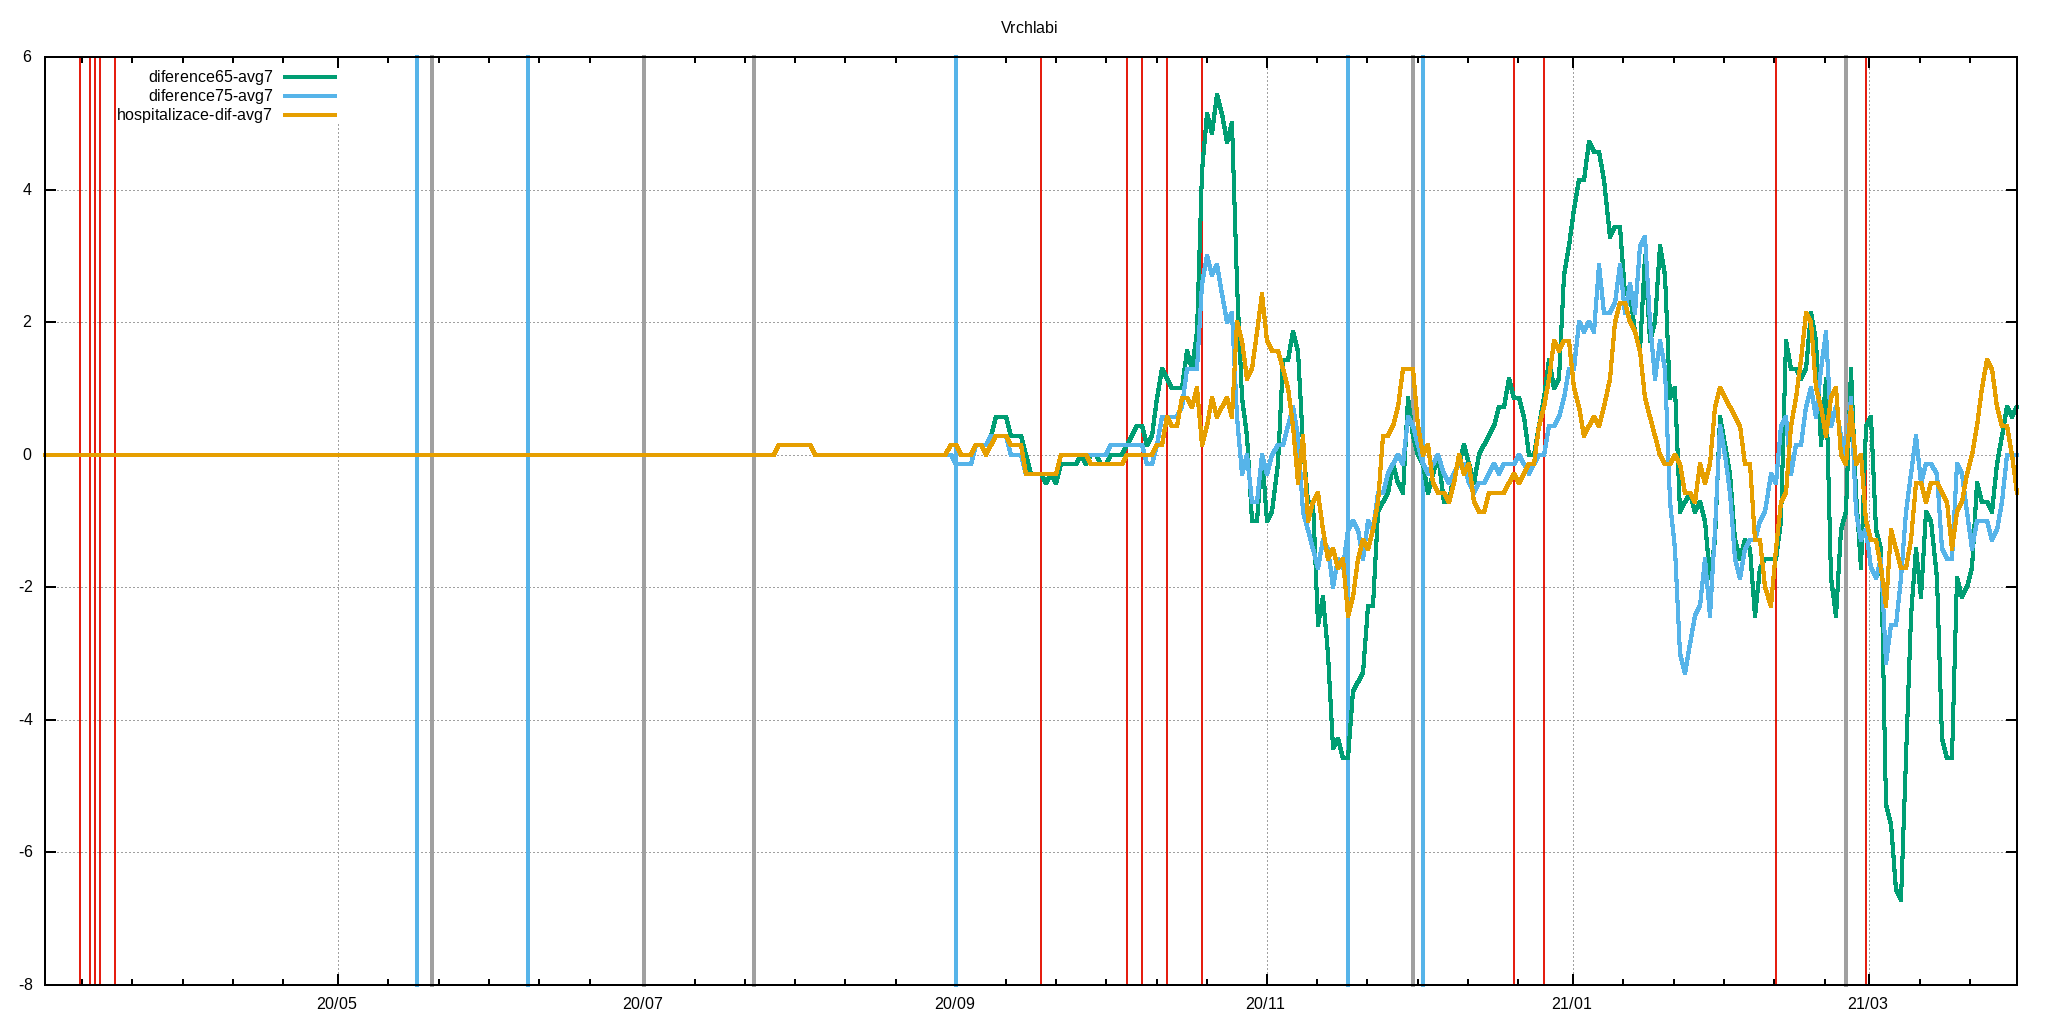 Vrchlabi
diference65-avg7
diference75-avg7
hospitalizace-dif-avg7
6
4
2
0
-2
-4
-6
-8
20/05 20/07 20/09 20/11 21/01 21/03